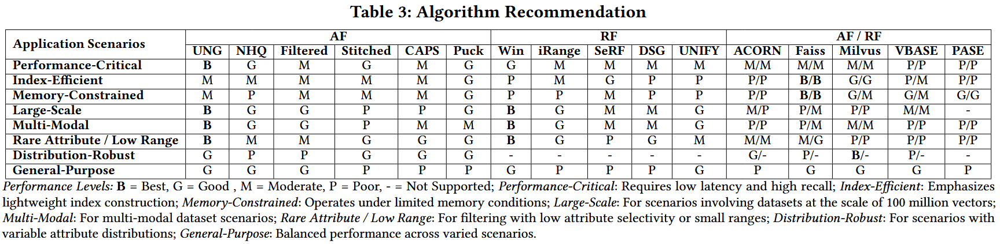 Table 3: Algorithm Recommendation
Application Scenarios AF RF AF / RF
UNG NHQ Filtered Stitched CAPS Puck Win iRange SeRF DSG UNIFY ACORN Faiss Milvus VBASE PASE
Performance-Critical B G M G M G G M M M M M/M M/M M/M P/P P/P
Index-Efficient M M M M M G P M G P P P/P B/B G/G P/M P/P
Memory-Constrained M P M M M G P P M P P P/P B/B G/M G/M G/G
Large-Scale B G G P P G B G M M G M/P P/M P/P M/M -
Multi-Modal B G G P M M B G M M G P/P P/M M/M P/P P/P
Rare Attribute / Low Range B M M G G G B G P G M M/M M/G P/P P/P P/P
Distribution-Robust G P P G G G - - - - - G/- P/- B/- P/- -
General-Purpose G G G P P P G P P P G P G G G P
Performance Levels: B = Best, G = Good , M = Moderate, P = Poor, - = Not Supported; Performance-Critical: Requires low latency and high recall; Index-Efficient: Emphasizes
lightweight index construction; Memory-Constrained: Operates under limited memory conditions; Large-Scale: For scenarios involving datasets at the scale of 100 million vectors;
Multi-Modal: For multi-modal dataset scenarios; Rare Attribute / Low Range: For filtering with low attribute selectivity or small ranges; Distribution-Robust: For scenarios with
variable attribute distributions; General-Purpose: Balanced performance across varied scenarios.